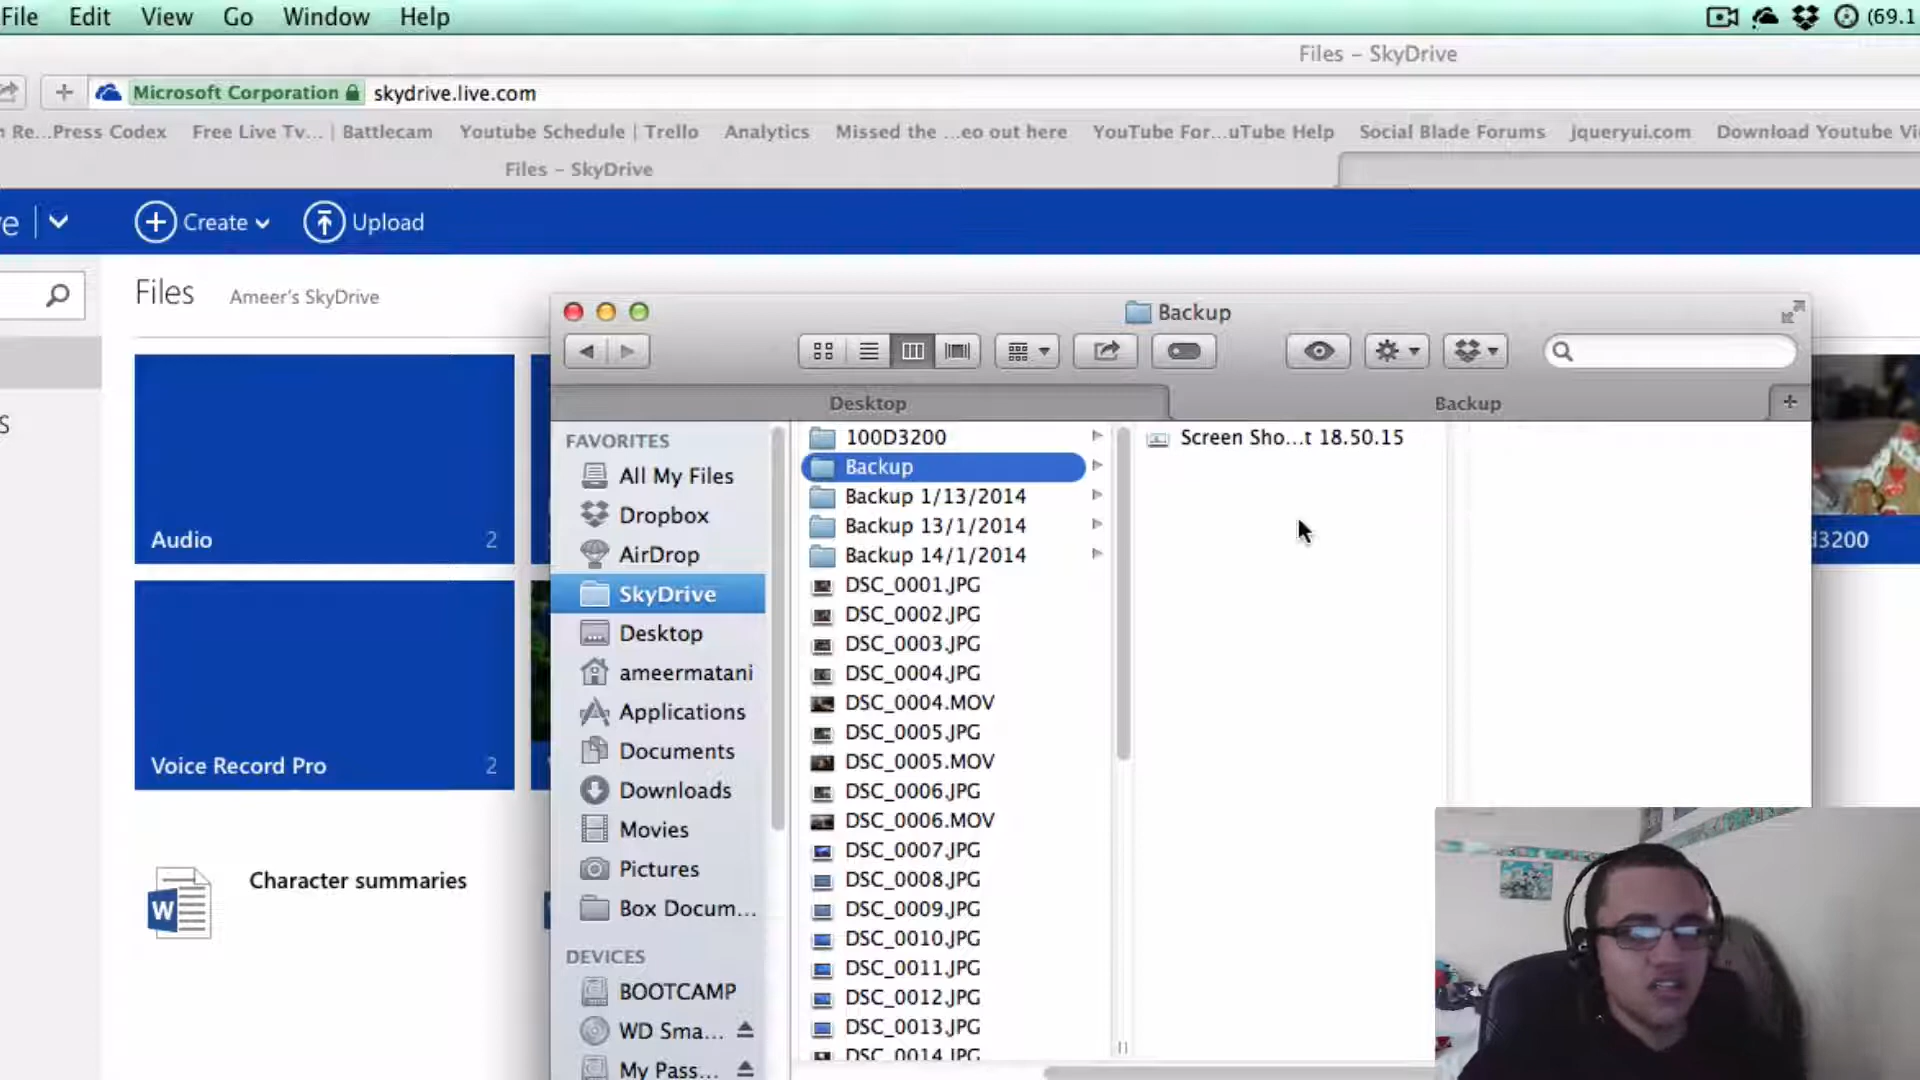 File Edit View Go Window Help
(69.1
Files – SkyDrive
Microsoft Corporation skydrive.live.com
n Re...Press Codex Free Live Tv... | Battlecam Youtube Schedule | Trello Analytics Missed the ...eo out here YouTube For...uTube Help Social Blade Forums jqueryui.com Download Youtube Vi
Files – SkyDrive
e Create Upload
Files Ameer's SkyDrive
Audio 2
Voice Record Pro 2
Character summaries
W
s
d3200
Backup
Desktop Backup +
FAVORITES
All My Files
Dropbox
AirDrop
SkyDrive
Desktop
ameermatani
Applications
Documents
Downloads
Movies
Pictures
Box Docum...
DEVICES
BOOTCAMP
WD Sma...
My Pass...
100D3200
Backup
Backup 1/13/2014
Backup 13/1/2014
Backup 14/1/2014
DSC_0001.JPG
DSC_0002.JPG
DSC_0003.JPG
DSC_0004.JPG
DSC_0004.MOV
DSC_0005.JPG
DSC_0005.MOV
DSC_0006.JPG
DSC_0006.MOV
DSC_0007.JPG
DSC_0008.JPG
DSC_0009.JPG
DSC_0010.JPG
DSC_0011.JPG
DSC_0012.JPG
DSC_0013.JPG
DSC_0014.JPG
Screen Sho...t 18.50.15